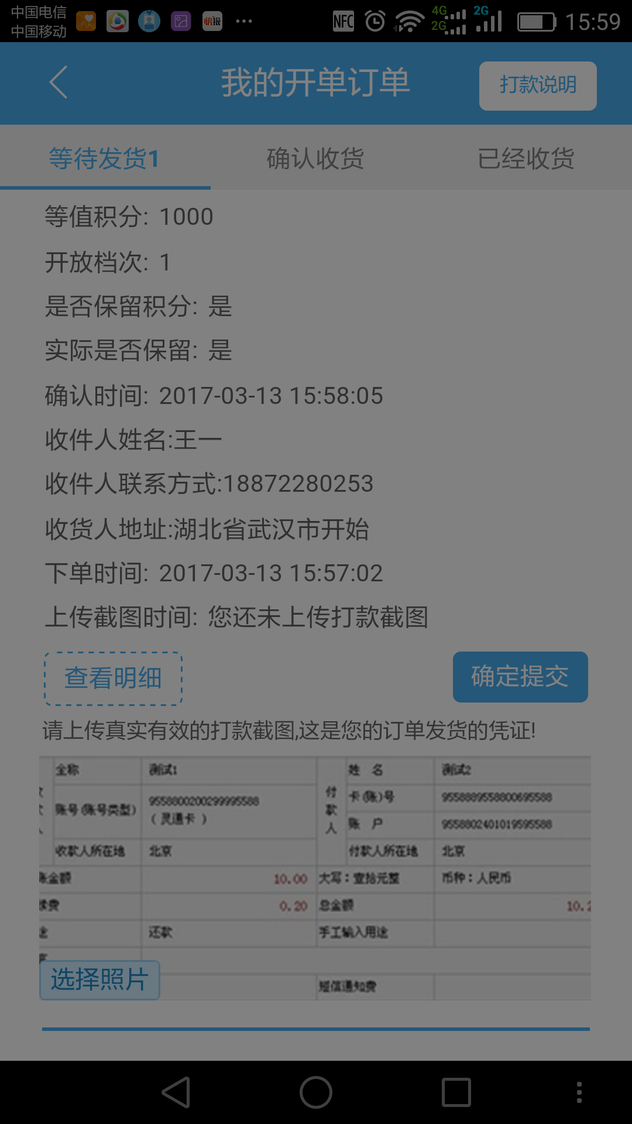 中国电信
中国移动
NFC
4G
2G
2G
15:59
我的开单订单
打款说明
等待发货1
确认收货
已经收货
等值积分: 1000
开放档次: 1
是否保留积分: 是
实际是否保留: 是
确认时间: 2017-03-13 15:58:05
收件人姓名:王一
收件人联系方式:18872280253
收货人地址:湖北省武汉市开始
下单时间: 2017-03-13 15:57:02
上传截图时间: 您还未上传打款截图
查看明细
确定提交
请上传真实有效的打款截图,这是您的订单发货的凭证!
全称 测试1 姓 名 测试2
账号(账号类型) 9558800200299995588 (灵通卡) 付款人 卡(账)号 9558889558800695588
账 户 9558802401019595588
收款人所在地 北京 付款人所在地 北京
金额 10.00 大写:壹拾元整 币种:人民币
费 0.20 总金额 10.2
还款 手工输入用途
短信通知费
选择照片